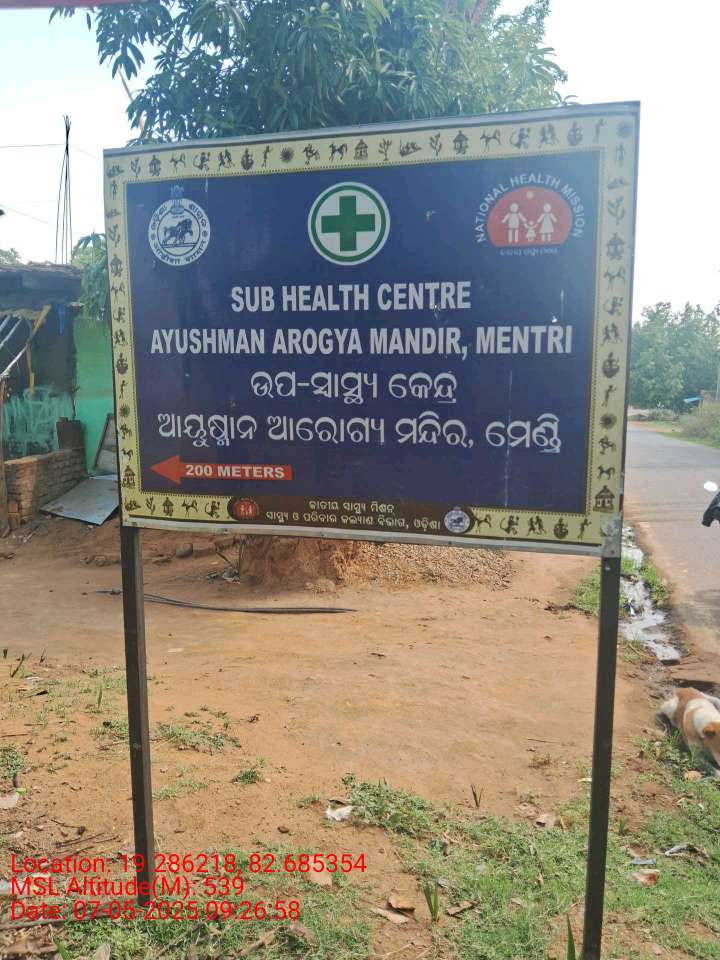 NATIONAL HEALTH MISSION
SUB HEALTH CENTRE
AYUSHMAN AROGYA MANDIR, MENTRI
ଉପ-ସ୍ୱାସ୍ଥ୍ୟ କେନ୍ଦ୍ର
ଆୟୁଷ୍ମାନ ଆରୋଗ୍ୟ ମନ୍ଦିର, ମେଣ୍ଟ୍ରି
200 METERS
ଜାତୀୟ ସ୍ୱାସ୍ଥ୍ୟ ମିଶନ୍
ସ୍ୱାସ୍ଥ୍ୟ ଓ ପରିବାର କଲ୍ୟାଣ ବିଭାଗ, ଓଡ଼ିଶା
Location: 19.286218, 82.685354
MSL Altitude(M): 539
Date: 07-05-2025 09:26:58